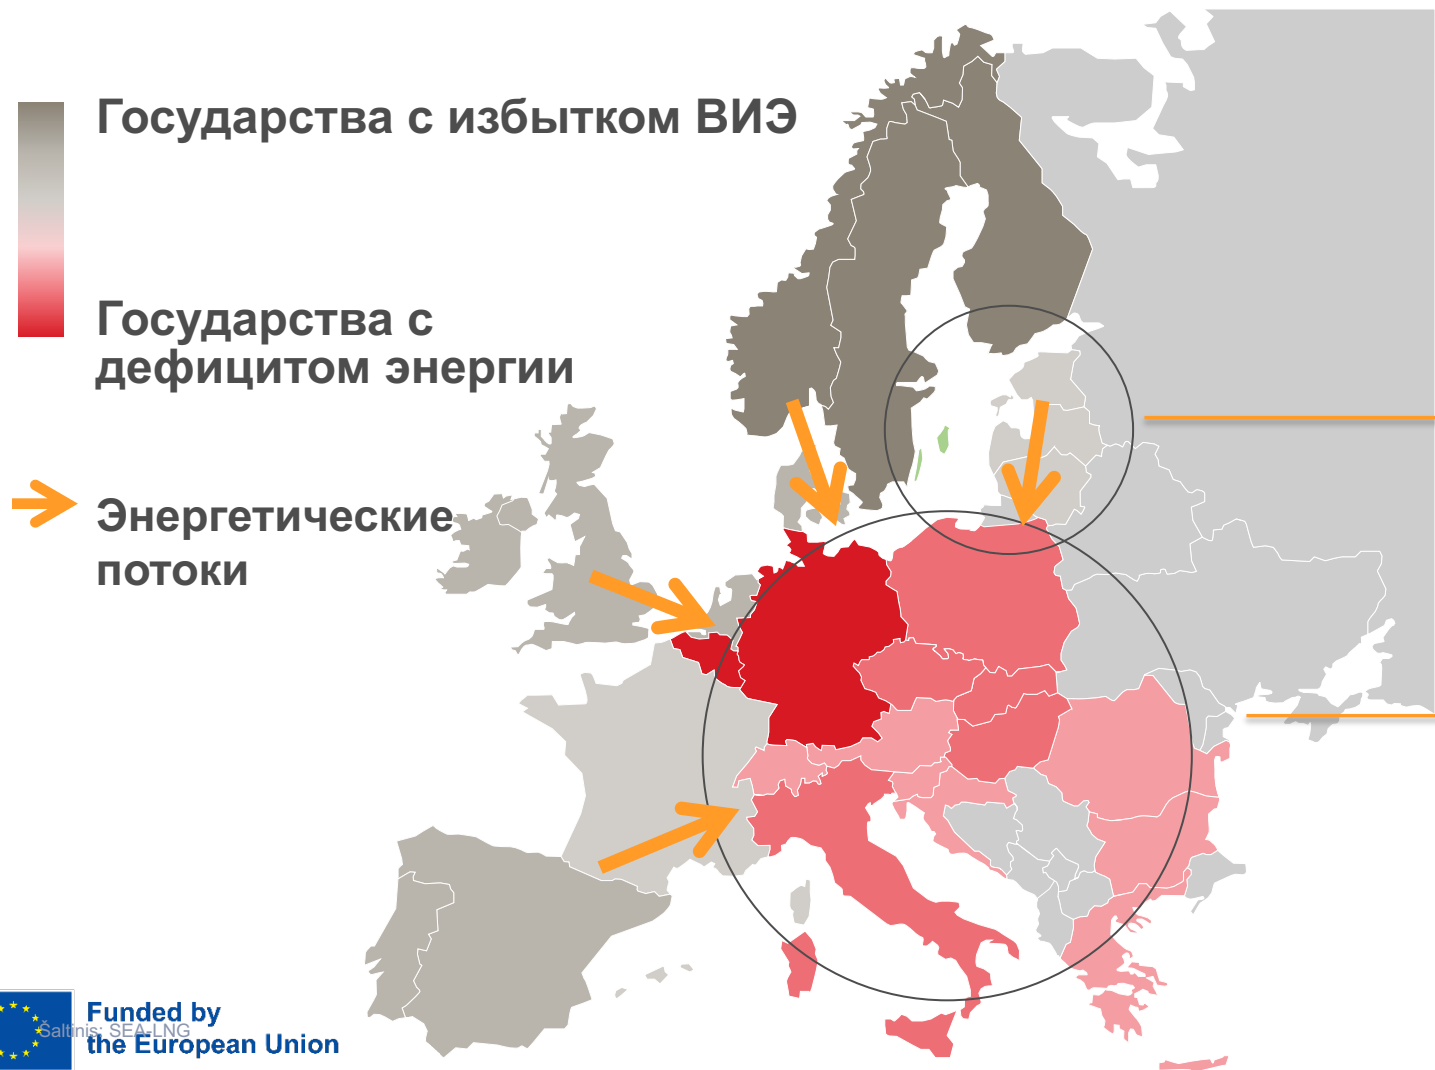 Государства с избытком ВИЭ
Государства с
дефицитом энергии
Энергетические
потоки
Funded by
the European Union
Šaltinis: SEA-LNG